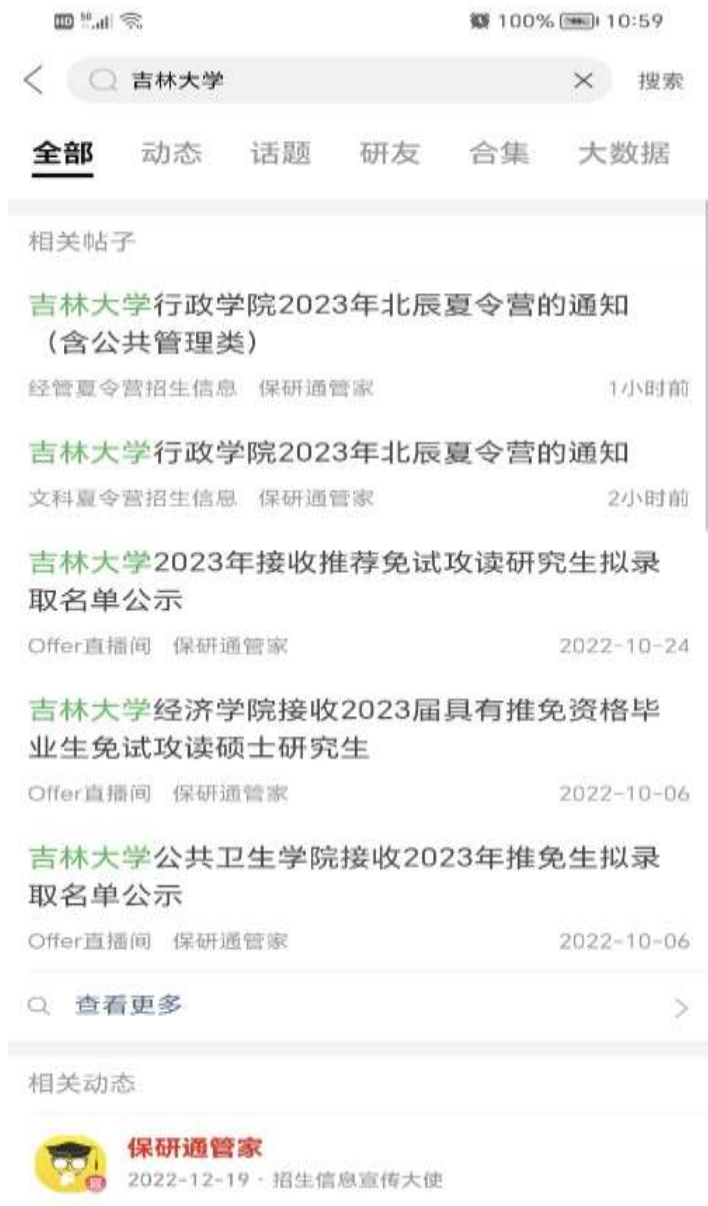 HD 5G 100% 10:59
吉林大学 搜索
全部 动态 话题 研友 合集 大数据
相关帖子
吉林大学行政学院2023年北辰夏令营的通知
（含公共管理类）
经管夏令营招生信息 保研通管家 1小时前
吉林大学行政学院2023年北辰夏令营的通知
文科夏令营招生信息 保研通管家 2小时前
吉林大学2023年接收推荐免试攻读研究生拟录
取名单公示
Offer直播间 保研通管家 2022-10-24
吉林大学经济学院接收2023届具有推免资格毕
业生免试攻读硕士研究生
Offer直播间 保研通管家 2022-10-06
吉林大学公共卫生学院接收2023年推免生拟录
取名单公示
Offer直播间 保研通管家 2022-10-06
查看更多
相关动态
保研通管家
2022-12-19 · 招生信息宣传大使